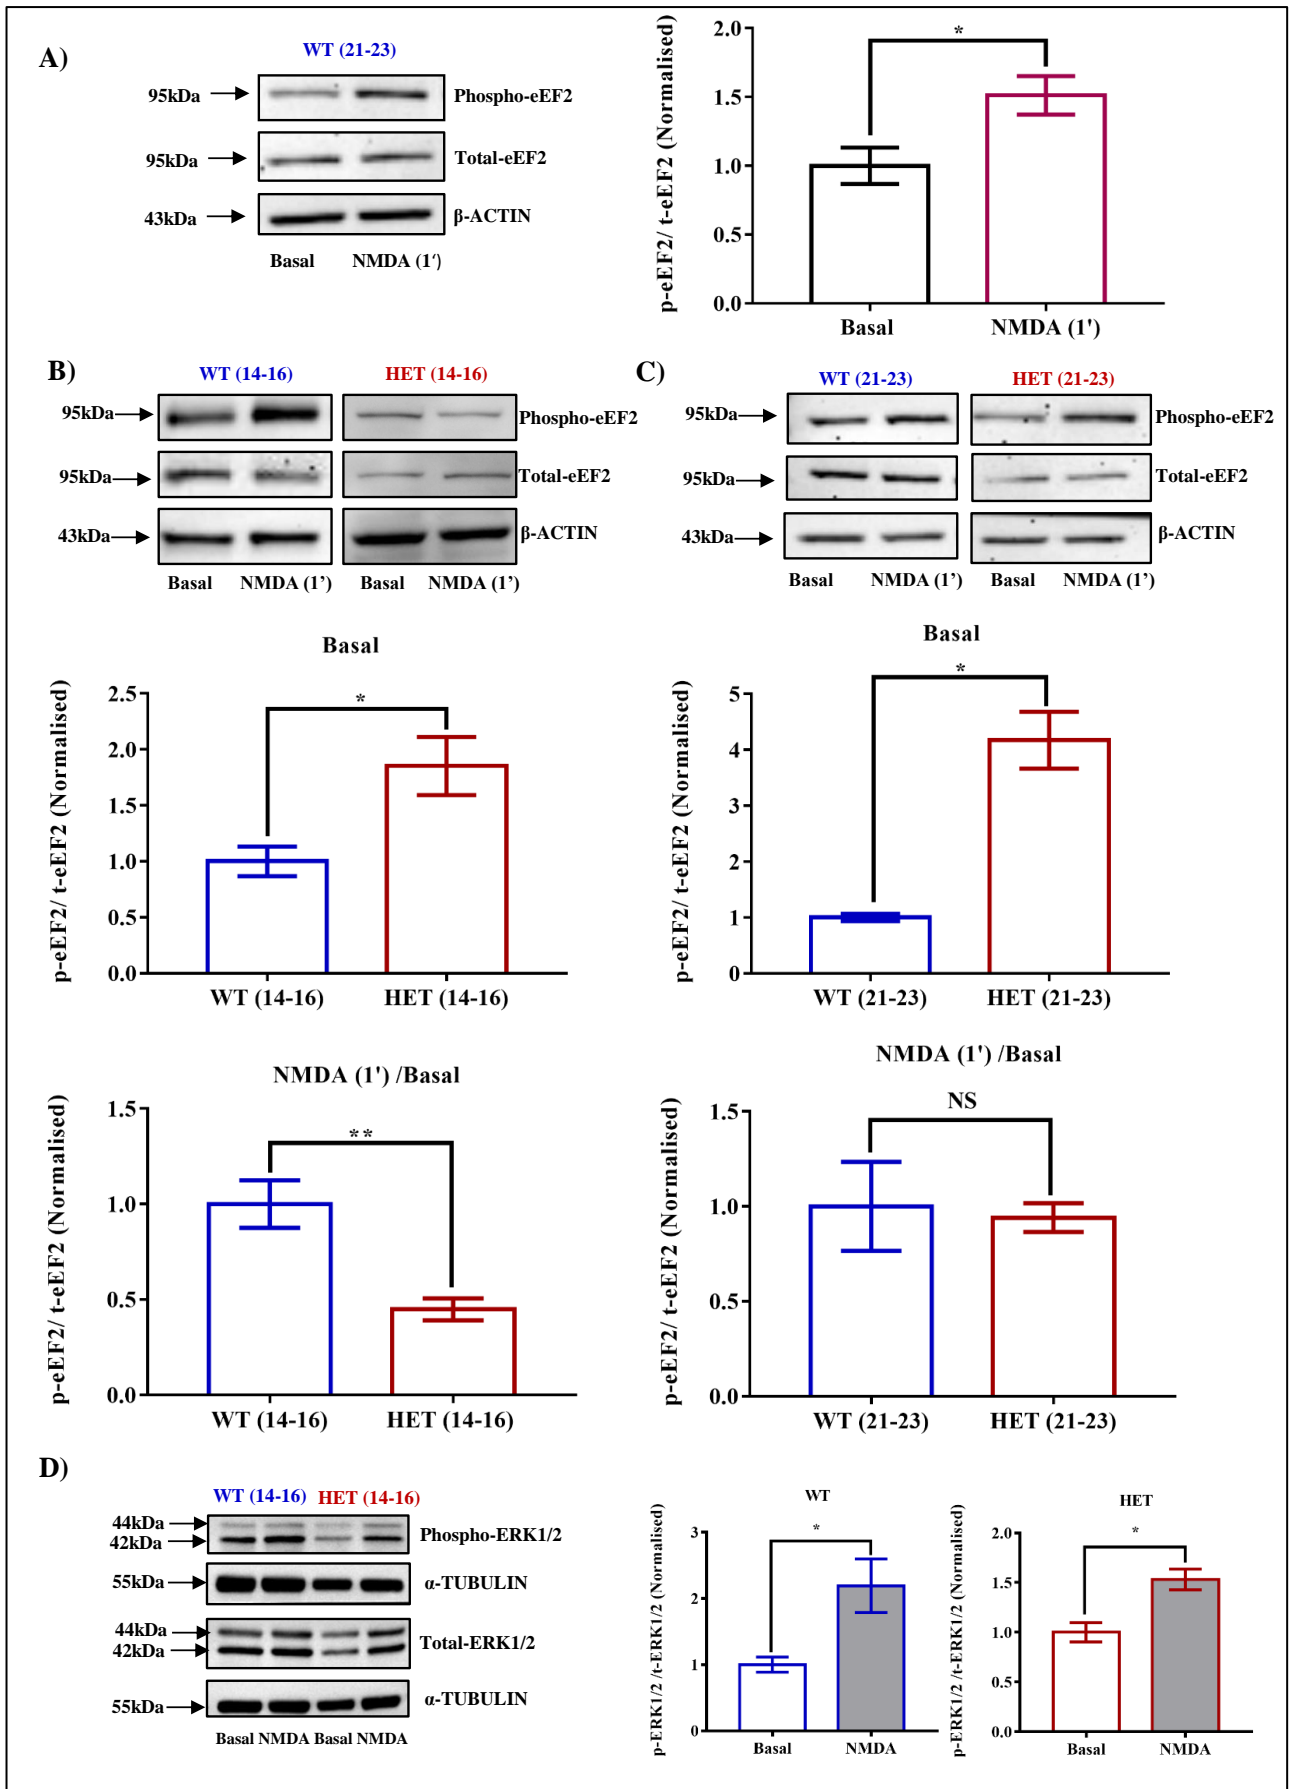 A)
WT (21-23)
95kDa
Phospho-eEF2
95kDa
Total-eEF2
43kDa
β-ACTIN
Basal NMDA (1')
p-eEF2/ t-eEF2 (Normalised)
2.0
1.5
1.0
0.5
0.0
*
Basal NMDA (1')
B)
WT (14-16) HET (14-16)
95kDa
Phospho-eEF2
95kDa
Total-eEF2
43kDa
β-ACTIN
Basal NMDA (1’) Basal NMDA (1’)
C)
WT (21-23) HET (21-23)
95kDa
Phospho-eEF2
95kDa
Total-eEF2
43kDa
β-ACTIN
Basal NMDA (1’) Basal NMDA (1’)
Basal
p-eEF2/ t-eEF2 (Normalised)
2.5
2.0
1.5
1.0
0.5
0.0
*
WT (14-16) HET (14-16)
Basal
p-eEF2/ t-eEF2 (Normalised)
5
4
3
2
1
0
*
WT (21-23) HET (21-23)
NMDA (1') /Basal
p-eEF2/ t-eEF2 (Normalised)
1.5
1.0
0.5
0.0
**
WT (14-16) HET (14-16)
NMDA (1') /Basal
p-eEF2/ t-eEF2 (Normalised)
1.5
1.0
0.5
0.0
NS
WT (21-23) HET (21-23)
D)
WT (14-16) HET (14-16)
44kDa
42kDa
Phospho-ERK1/2
55kDa
α-TUBULIN
44kDa
42kDa
Total-ERK1/2
55kDa
α-TUBULIN
Basal NMDA Basal NMDA
WT
p-ERK1/2 /t-ERK1/2 (Normalised)
3
2
1
0
*
Basal NMDA
HET
p-ERK1/2 /t-ERK1/2 (Normalised)
2.0
1.5
1.0
0.5
0.0
*
Basal NMDA